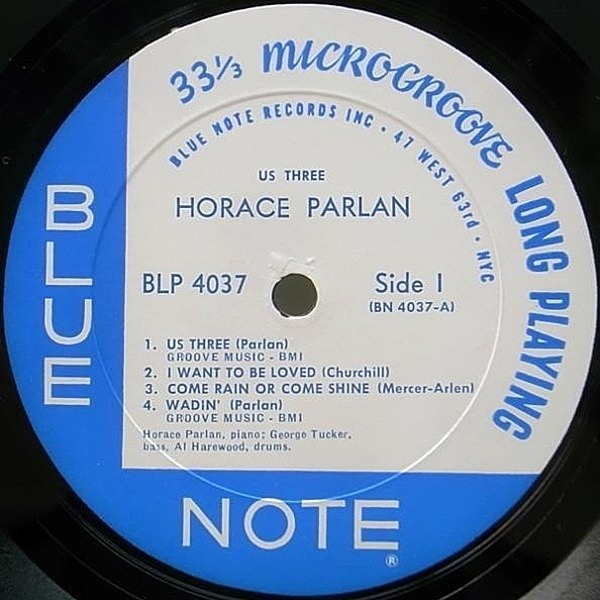 33⅓ MICROGROOVE LONG PLAYING
BLUE NOTE RECORDS INC • 47 WEST 63rd • NYC
US THREE
HORACE PARLAN
BLP 4037
Side 1
(BN 4037-A)
1. US THREE (Parlan)
GROOVE MUSIC - BMI
2. I WANT TO BE LOVED (Churchill)
3. COME RAIN OR COME SHINE (Mercer-Arlen)
4. WADIN' (Parlan)
GROOVE MUSIC - BMI
Horace Parlan, piano; George Tucker,
bass, Al Harewood, drums.
BLUE
NOTE
®